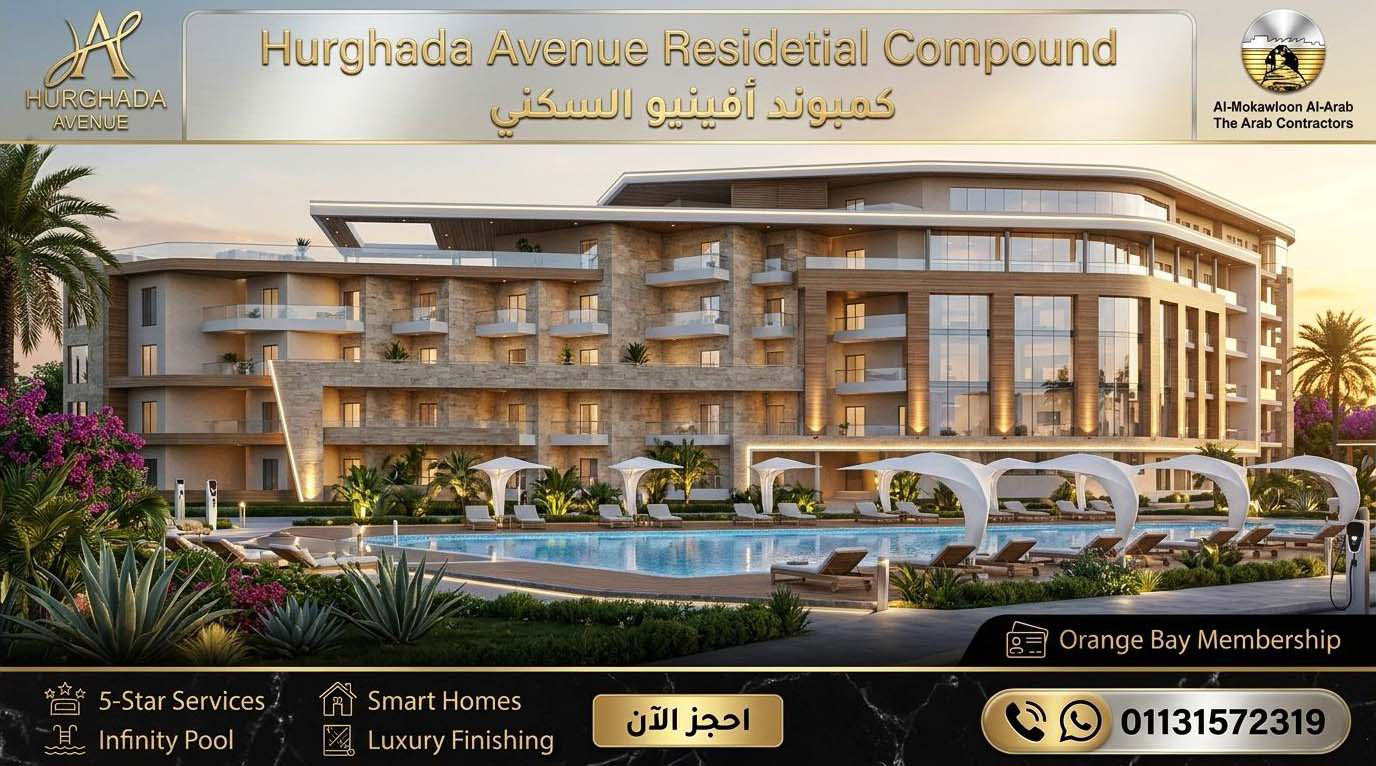 HURGHADA
AVENUE
Hurghada Avenue Residetial Compound
كمبوند أفينيو السكني
Al-Mokawloon Al-Arab
The Arab Contractors
Orange Bay Membership
5-Star Services
Infinity Pool
Smart Homes
Luxury Finishing
احجز الآن
01131572319